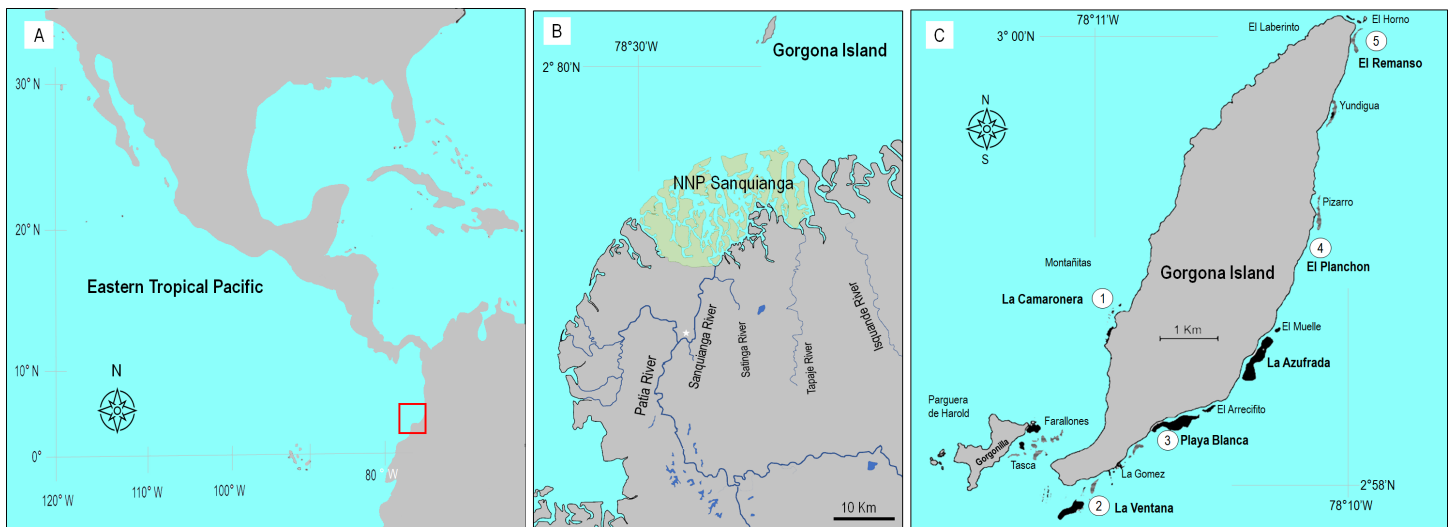 A
30° N
20° N
Eastern Tropical Pacific
10° N
N
0°
80 ° W
120° W
110° W
100° W
90° W
B
78°30'W
Gorgona Island
2° 80'N
NNP Sanquianga
Patia River
Sanquianga River
Satinga River
Tapaje River
Isquande River
10 Km
C
78°11'W
3° 00'N
El Laberinto
El Horno
5
El Remanso
Yundigua
N
S
Pizarro
4
El Planchon
Montañitas
Gorgona Island
La Camaronera
1
1 Km
El Muelle
La Azufrada
El Arrecifito
Parguera
de Harold
Farallones
Gorgonilla
Tasca
3
Playa Blanca
La Gomez
2
La Ventana
2°58'N
78°10'W